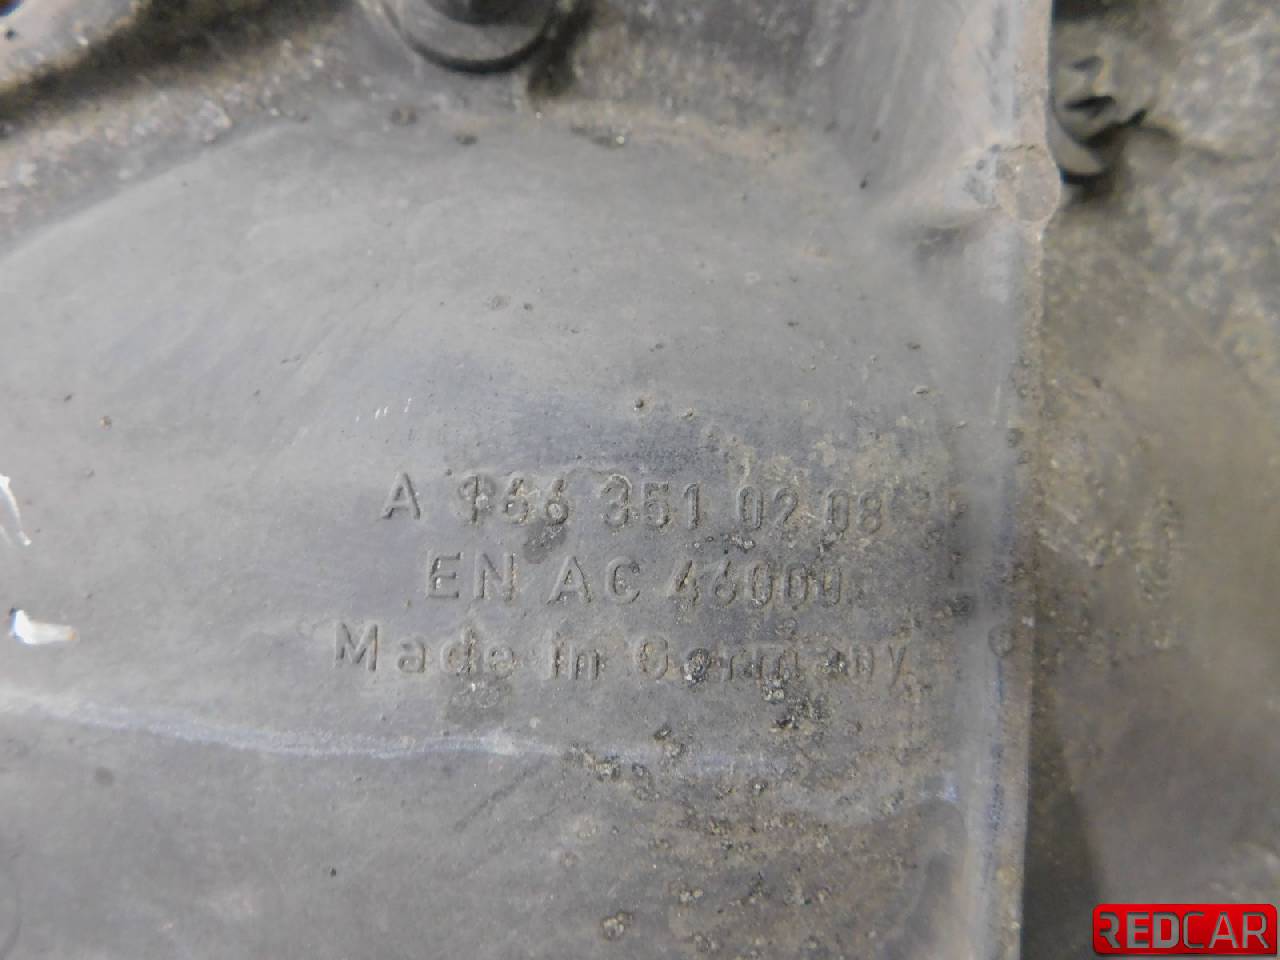 A 166 351 02 08
EN AC 46000
Made in Germany
REDCAR